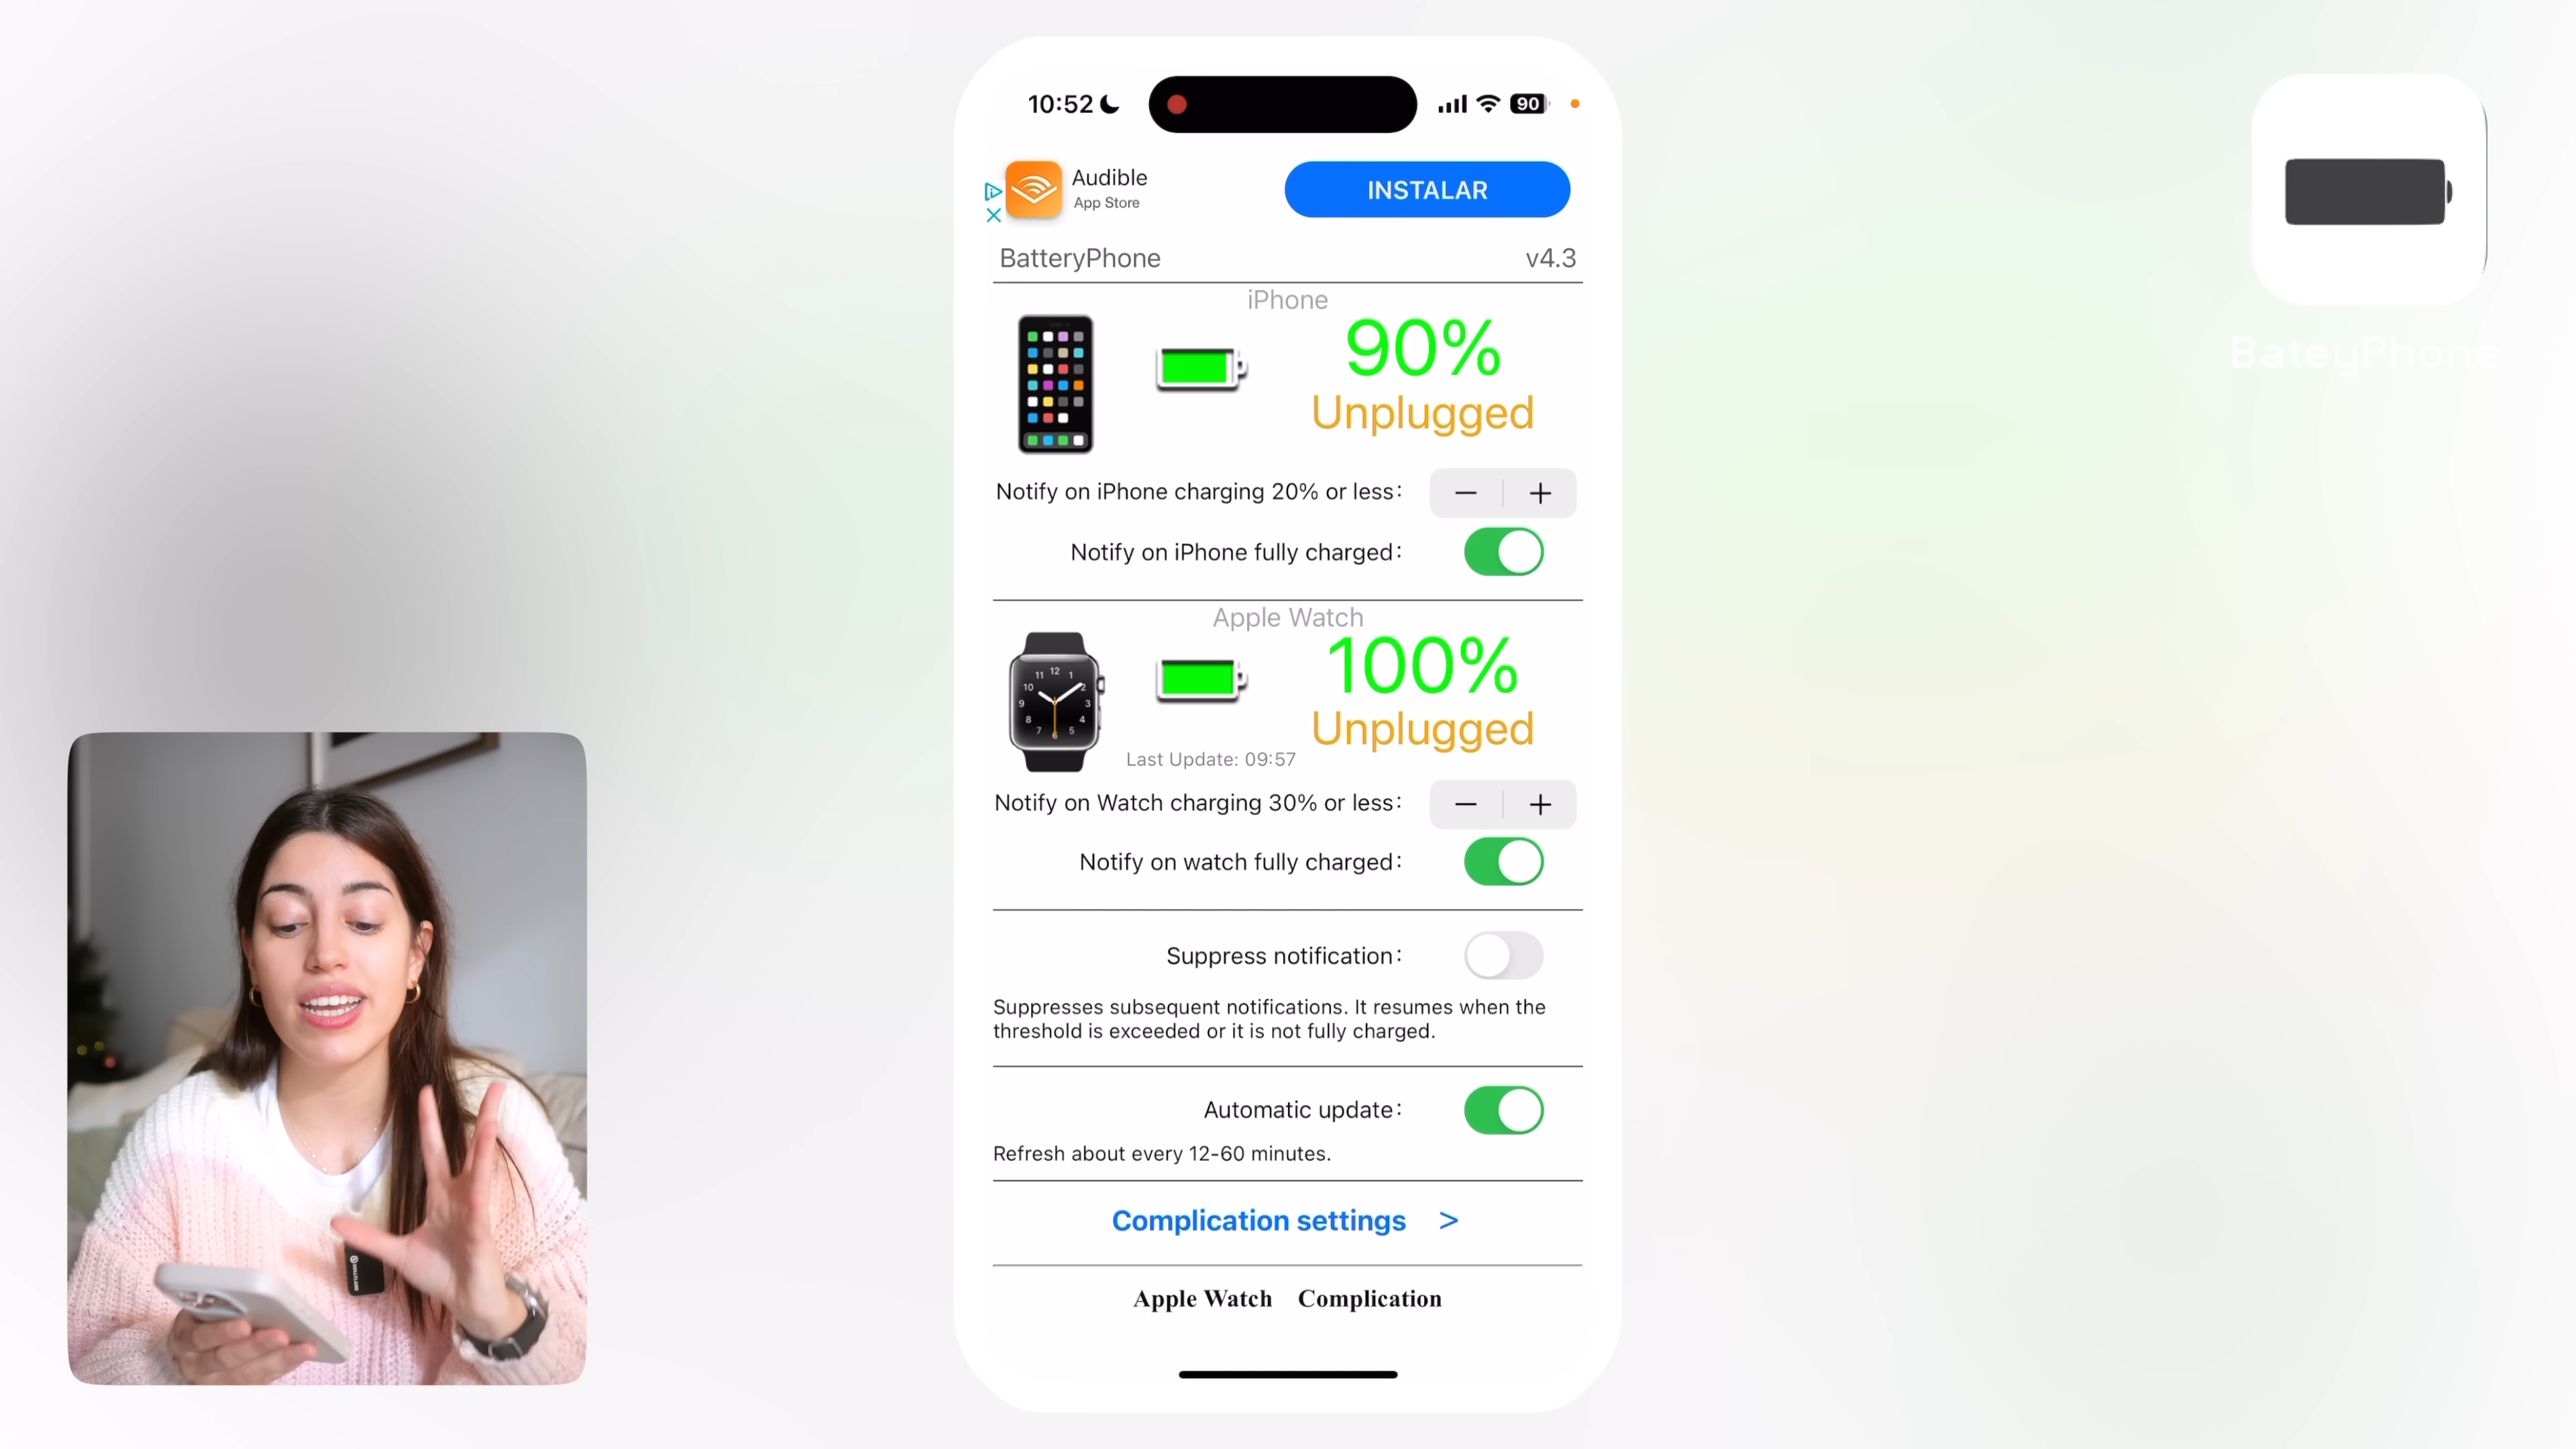 10:52
90
Audible
App Store
INSTALAR
BatteryPhone v4.3
iPhone
90%
Unplugged
Notify on iPhone charging 20% or less:
Notify on iPhone fully charged:
Apple Watch
100%
Unplugged
Last Update: 09:57
Notify on Watch charging 30% or less:
Notify on watch fully charged:
Suppress notification:
Suppresses subsequent notifications. It resumes when the
threshold is exceeded or it is not fully charged.
Automatic update:
Refresh about every 12-60 minutes.
Complication settings >
Apple Watch Complication
BateyPhone